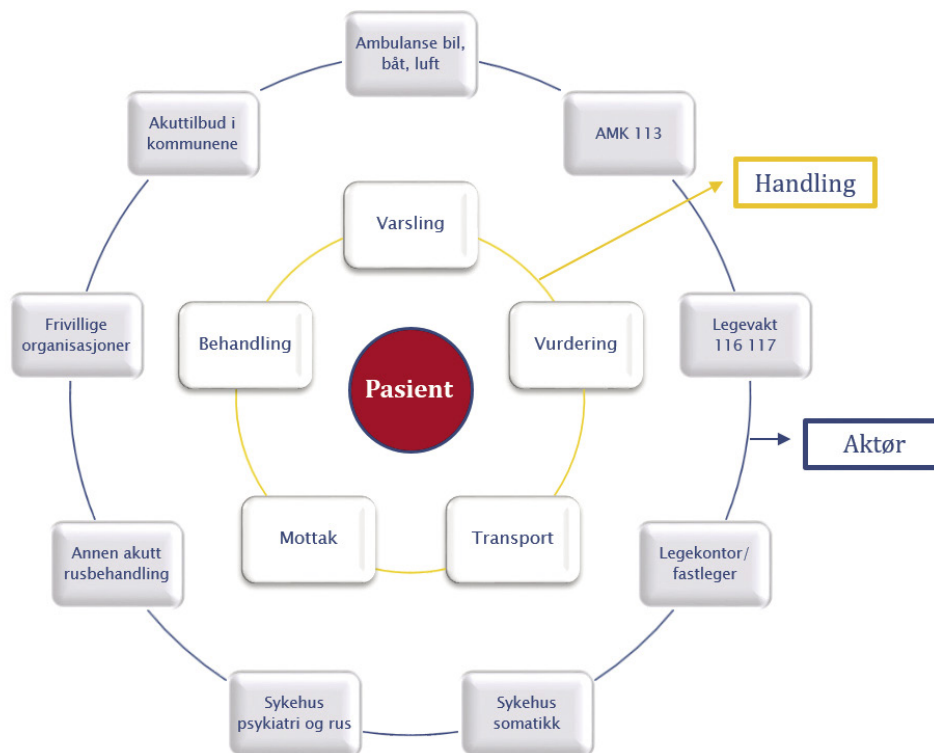 Ambulanse bil,
båt, luft
Akuttilbud i
kommunene
AMK 113
Handling
Varsling
Frivillige
organisasjoner
Behandling
Vurdering
Legevakt
116 117
Pasient
Aktør
Mottak
Transport
Annen akutt
rusbehandling
Legekontor/
fastleger
Sykehus
psykiatri og rus
Sykehus
somatikk